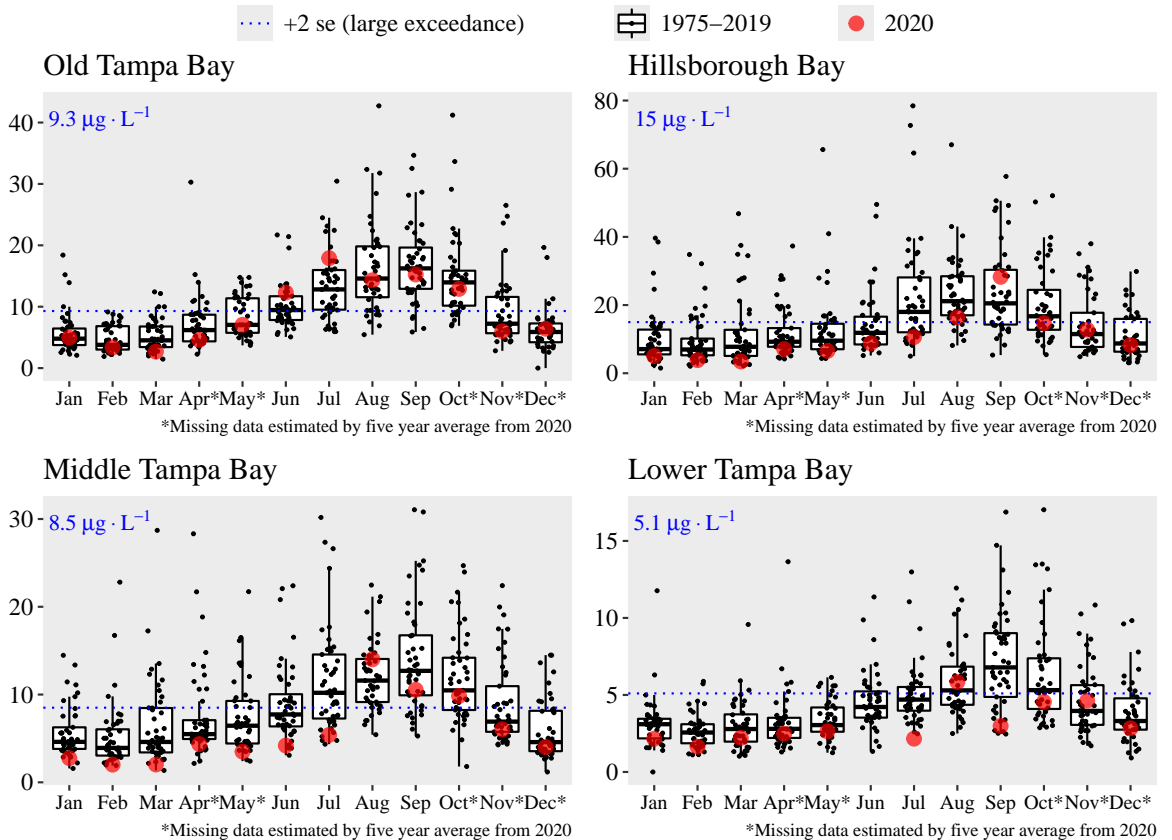 +2 se (large exceedance) 1975–2019 2020
Old Tampa Bay
9.3 μg · L⁻¹
40
30
20
10
0
Jan Feb Mar Apr* May* Jun Jul Aug Sep Oct* Nov* Dec*
*Missing data estimated by five year average from 2020
Hillsborough Bay
15 μg · L⁻¹
80
60
40
20
0
Jan Feb Mar Apr* May* Jun Jul Aug Sep Oct* Nov* Dec*
*Missing data estimated by five year average from 2020
Middle Tampa Bay
8.5 μg · L⁻¹
30
20
10
0
Jan Feb Mar Apr* May* Jun Jul Aug Sep Oct* Nov* Dec*
*Missing data estimated by five year average from 2020
Lower Tampa Bay
5.1 μg · L⁻¹
15
10
5
0
Jan Feb Mar Apr* May* Jun Jul Aug Sep Oct* Nov* Dec*
*Missing data estimated by five year average from 2020